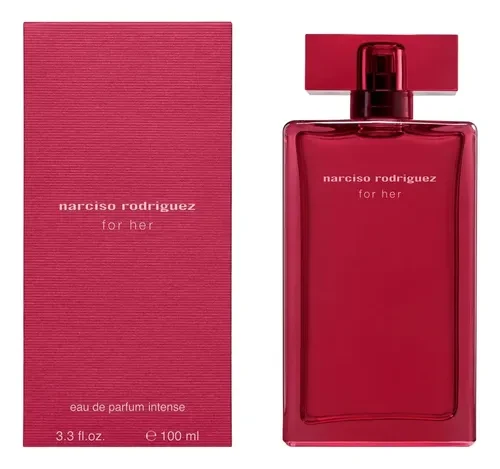 narciso rodriguez
for her
eau de parfum intense
3.3 fl.oz. ℮ 100 ml
narciso rodriguez
for her